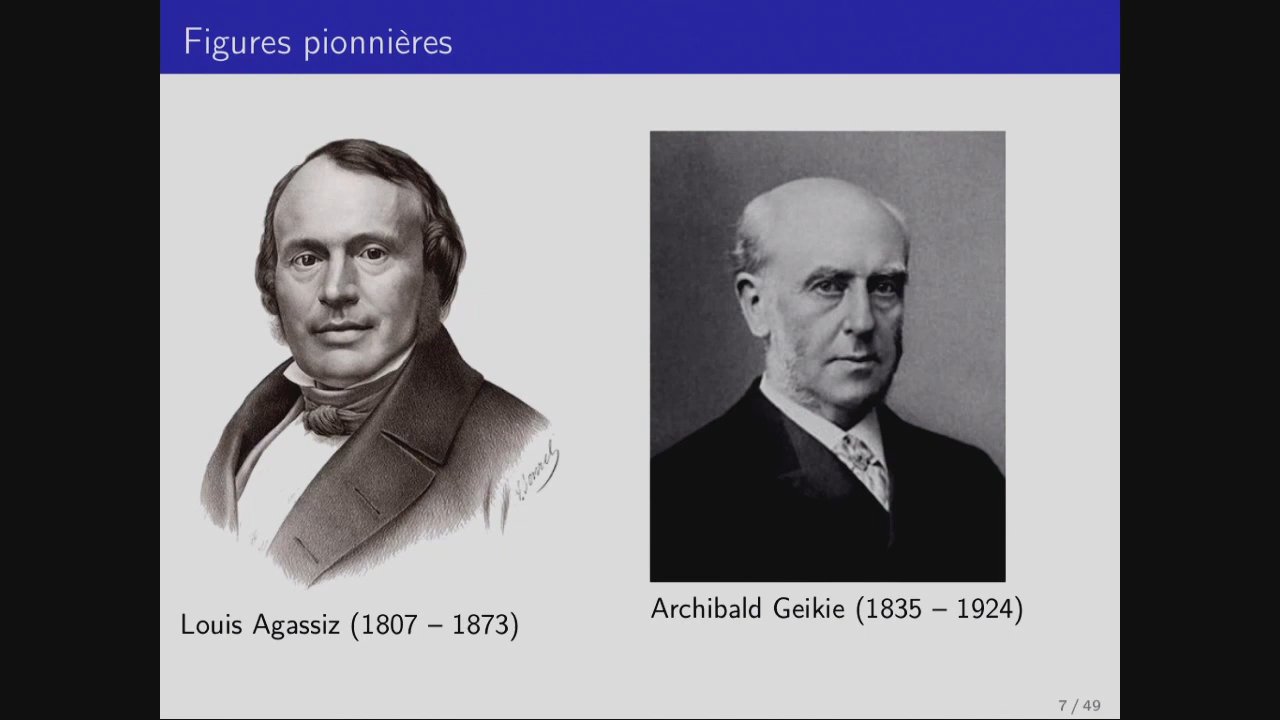 Figures pionnières
Louis Agassiz (1807 – 1873)
Archibald Geikie (1835 – 1924)
7 / 49